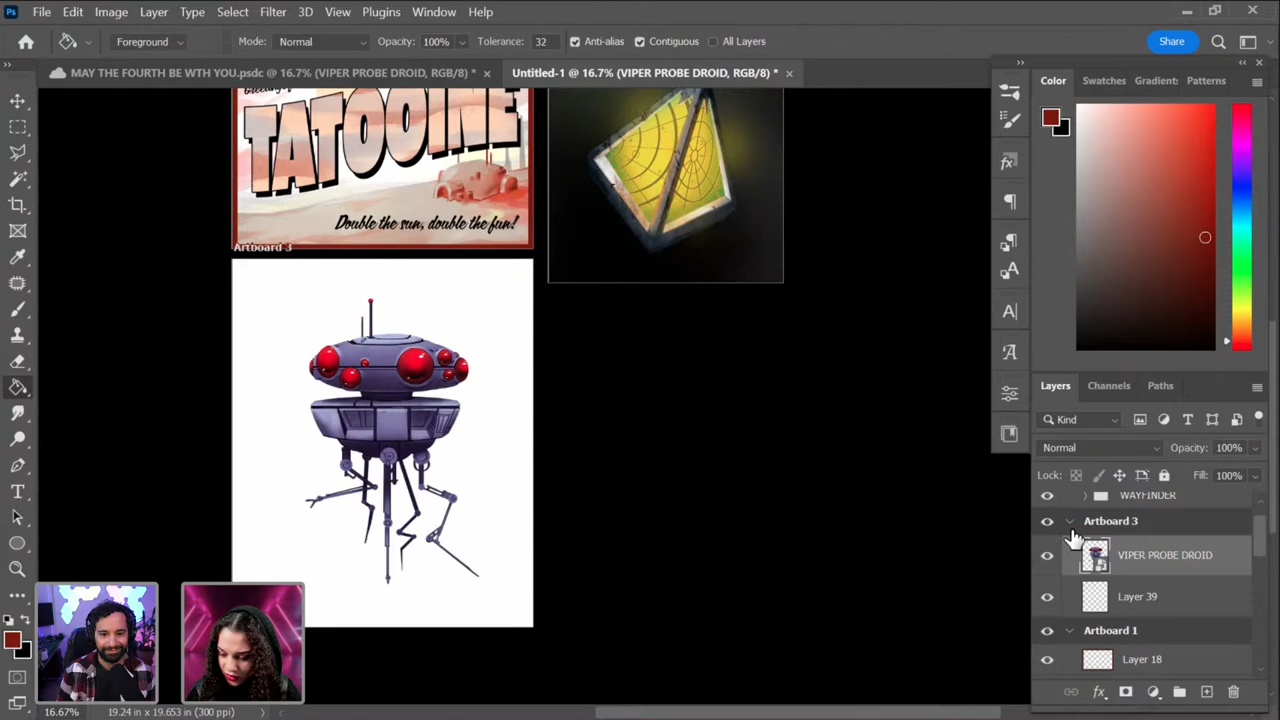 Ps File Edit Image Layer Type Select Filter 3D View Plugins Window Help
Foreground Mode: Normal Opacity: 100% Tolerance: 32 Anti-alias Contiguous All Layers Share
MAY THE FOURTH BE WTH YOU.psdc @ 16.7% (VIPER PROBE DROID, RGB/8) * × Untitled-1 @ 16.7% (VIPER PROBE DROID, RGB/8) * ×
Color Swatches Gradient: Patterns
TATOOINE
Double the sun, double the fun!
Artboard 3
Layers Channels Paths
Kind
Normal Opacity: 100%
Lock: Fill: 100%
WAYFINDER
Artboard 3
VIPER PROBE DROID
Layer 39
Artboard 1
Layer 18
16.67% 19.24 in x 19.653 in (300 ppi)